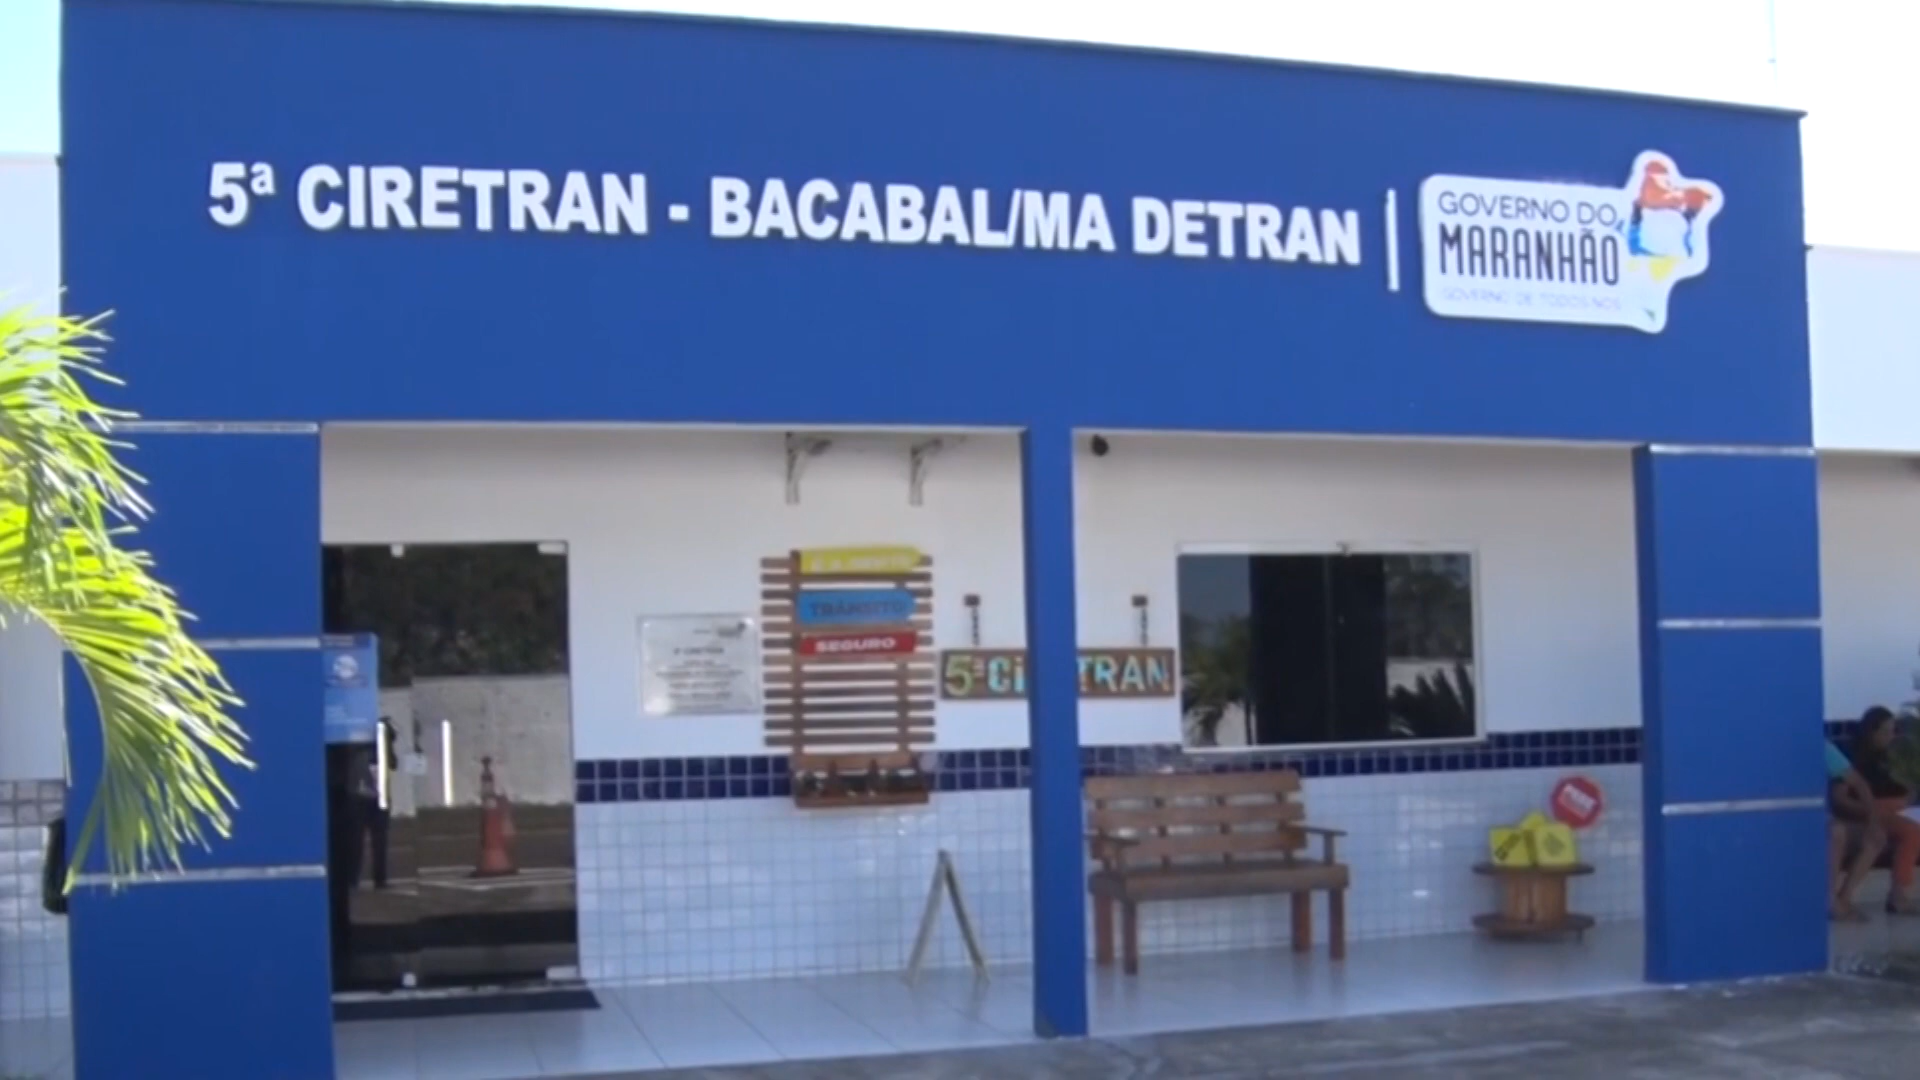 5ª CIRETRAN - BACABAL/MA DETRAN
GOVERNO DO
MARANHÃO
GOVERNO DE TODOS NÓS
TRÂNSITO
SEGURO
5ª CIRETRAN